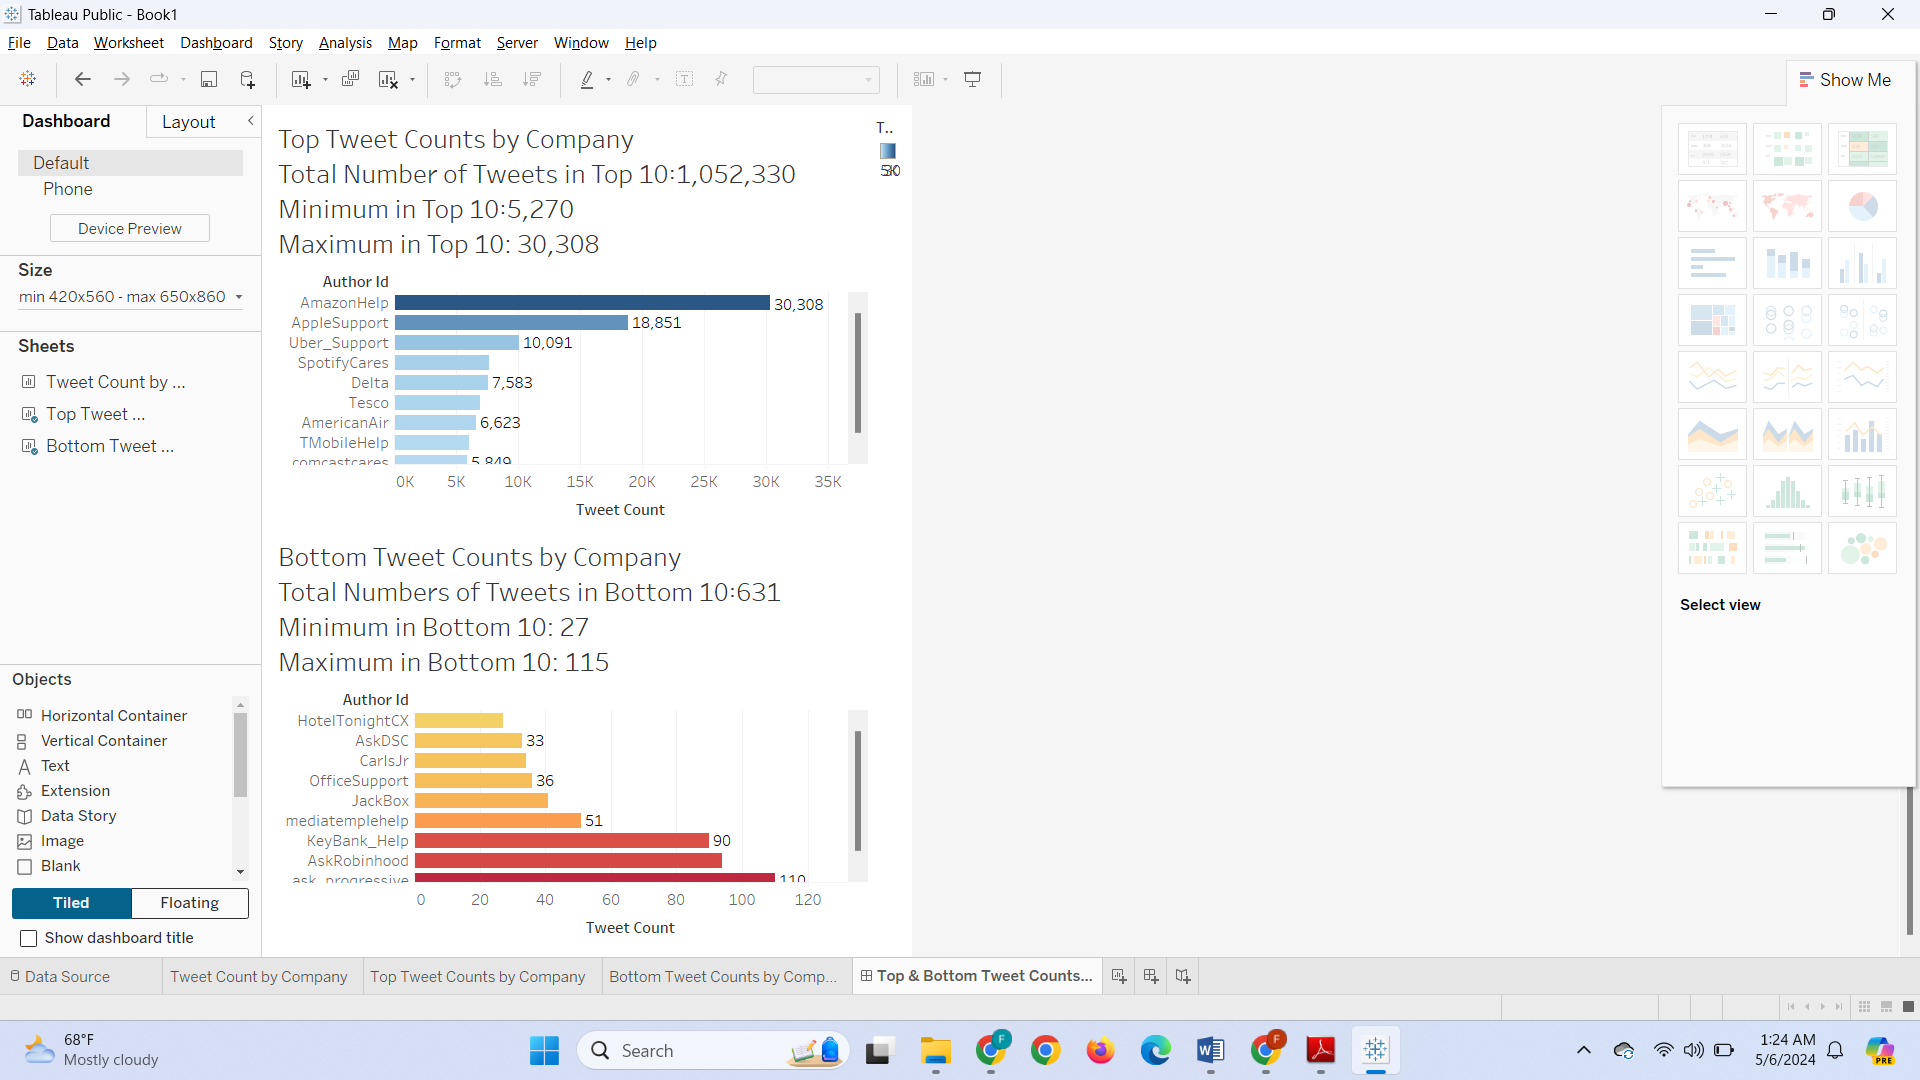 Tableau Public - Book1
File Data Worksheet Dashboard Story Analysis Map Format Server Window Help
Show Me
Dashboard Layout
Default
Phone
Device Preview
Size
min 420x560 - max 650x860
Sheets
Tweet Count by ...
Top Tweet ...
Bottom Tweet ...
Objects
Horizontal Container
Vertical Container
Text
Extension
Data Story
Image
Blank
Tiled Floating
Show dashboard title
Top Tweet Counts by Company
Total Number of Tweets in Top 10:1,052,330
Minimum in Top 10:5,270
Maximum in Top 10: 30,308
T..
Author Id
AmazonHelp 30,308
AppleSupport 18,851
Uber_Support 10,091
SpotifyCares
Delta 7,583
Tesco
AmericanAir 6,623
TMobileHelp
comcastcares 5,849
0K 5K 10K 15K 20K 25K 30K 35K
Tweet Count
Bottom Tweet Counts by Company
Total Numbers of Tweets in Bottom 10:631
Minimum in Bottom 10: 27
Maximum in Bottom 10: 115
Author Id
HotelTonightCX
AskDSC 33
CarlsJr
OfficeSupport 36
JackBox
mediatemplehelp 51
KeyBank_Help 90
AskRobinhood
ask_progressive 110
0 20 40 60 80 100 120
Tweet Count
Select view
Data Source Tweet Count by Company Top Tweet Counts by Company Bottom Tweet Counts by Comp... Top & Bottom Tweet Counts...
68°F
Mostly cloudy
Search
1:24 AM
5/6/2024
PRE